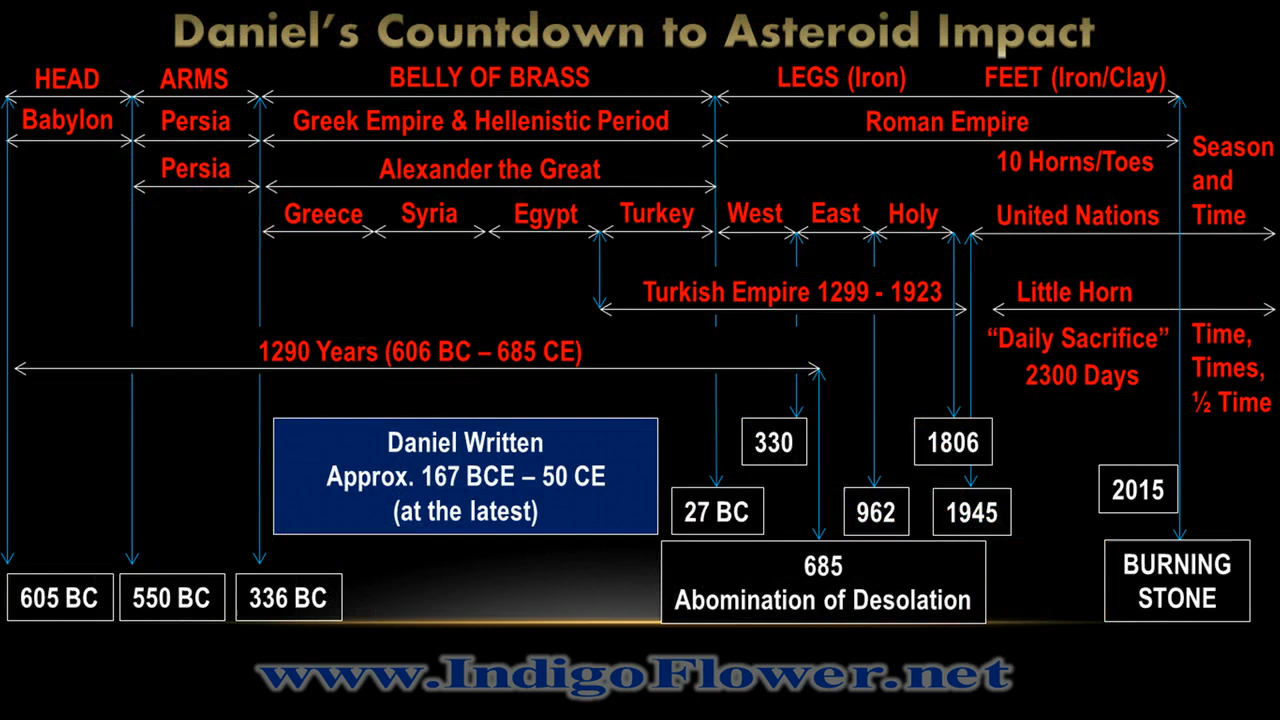 Daniel's Countdown to Asteroid Impact
HEAD ARMS BELLY OF BRASS LEGS (Iron) FEET (Iron/Clay)
Babylon Persia Greek Empire & Hellenistic Period Roman Empire
Persia Alexander the Great 10 Horns/Toes
Season
and
Time
Greece Syria Egypt Turkey West East Holy United Nations
Turkish Empire 1299 - 1923 Little Horn
1290 Years (606 BC – 685 CE)
“Daily Sacrifice”
2300 Days
Time,
Times,
½ Time
Daniel Written
Approx. 167 BCE – 50 CE
(at the latest)
330 1806
27 BC 962 1945 2015
685
Abomination of Desolation
BURNING
STONE
605 BC 550 BC 336 BC
www.IndigoFlower.net